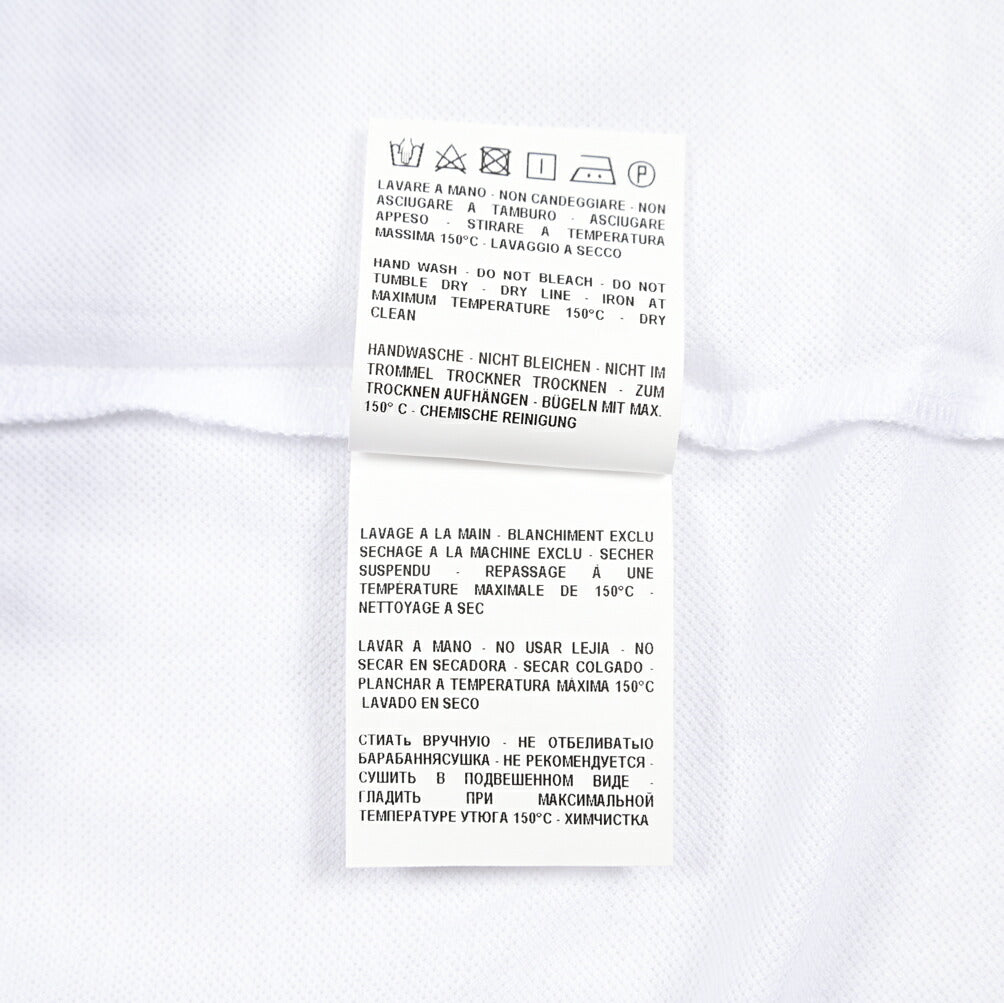 P
LAVARE A MANO - NON CANDEGGIARE - NON
ASCIUGARE A TAMBURO - ASCIUGARE
APPESO - STIRARE A TEMPERATURA
MASSIMA 150°C - LAVAGGIO A SECCO
HAND WASH - DO NOT BLEACH - DO NOT
TUMBLE DRY - DRY LINE - IRON AT
MAXIMUM TEMPERATURE 150°C - DRY
CLEAN
HANDWASCHE - NICHT BLEICHEN - NICHT IM
TROMMEL TROCKNER TROCKNEN - ZUM
TROCKNEN AUFHÄNGEN - BÜGELN MIT MAX.
150° C - CHEMISCHE REINIGUNG
LAVAGE A LA MAIN - BLANCHIMENT EXCLU
SECHAGE A LA MACHINE EXCLU - SECHER
SUSPENDU - REPASSAGE À UNE
TEMPÉRATURE MAXIMALE DE 150°C -
NETTOYAGE A SEC
LAVAR A MANO - NO USAR LEJIA - NO
SECAR EN SECADORA - SECAR COLGADO -
PLANCHAR A TEMPERATURA MÁXIMA 150°C
LAVADO EN SECO
СТИАТЬ ВРУЧНУЮ - НЕ ОТБЕЛИВАТЬIO
БАРАБАННЯСУШКА - НЕ РЕКОМЕНДУЕТСЯ -
СУШИТЬ В ПОДВЕШЕННОМ ВИДЕ -
ГЛАДИТЬ ПРИ МАКСИМАЛЬНОЙ
ТЕМПЕРАТУРЕ УТЮГА 150°C - ХИМЧИСТКА